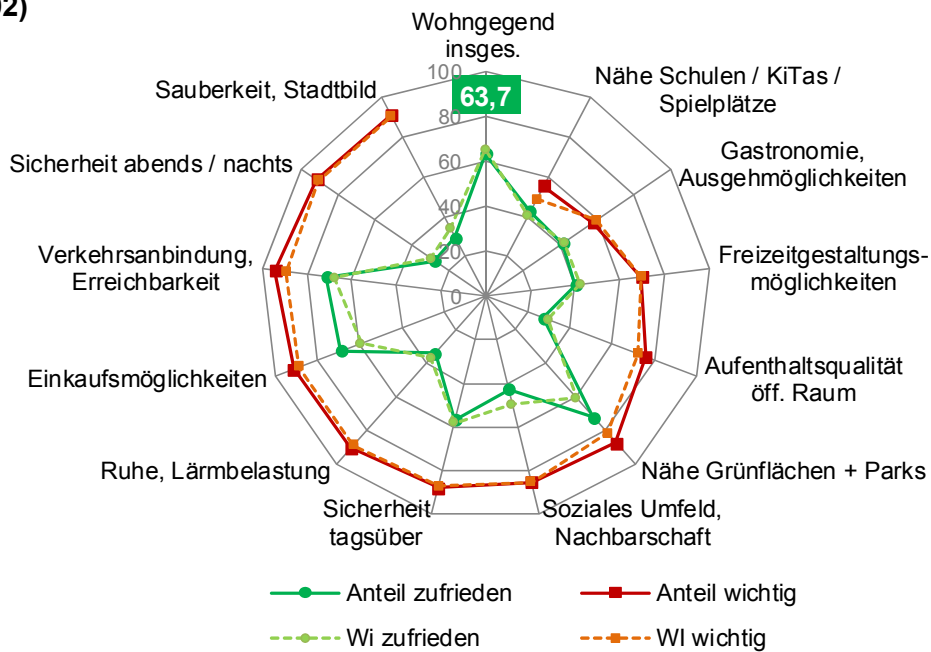 02)
Wohngegend
insges.
100
63,7
80
60
40
20
0
Nähe Schulen / KiTas /
Spielplätze
Gastronomie,
Ausgehmöglichkeiten
Freizeitgestaltungs-
möglichkeiten
Aufenthaltsqualität
öff. Raum
Nähe Grünflächen + Parks
Soziales Umfeld,
Nachbarschaft
Sicherheit
tagsüber
Ruhe, Lärmbelastung
Einkaufsmöglichkeiten
Verkehrsanbindung,
Erreichbarkeit
Sicherheit abends / nachts
Sauberkeit, Stadtbild
Anteil zufrieden
Anteil wichtig
Wi zufrieden
WI wichtig